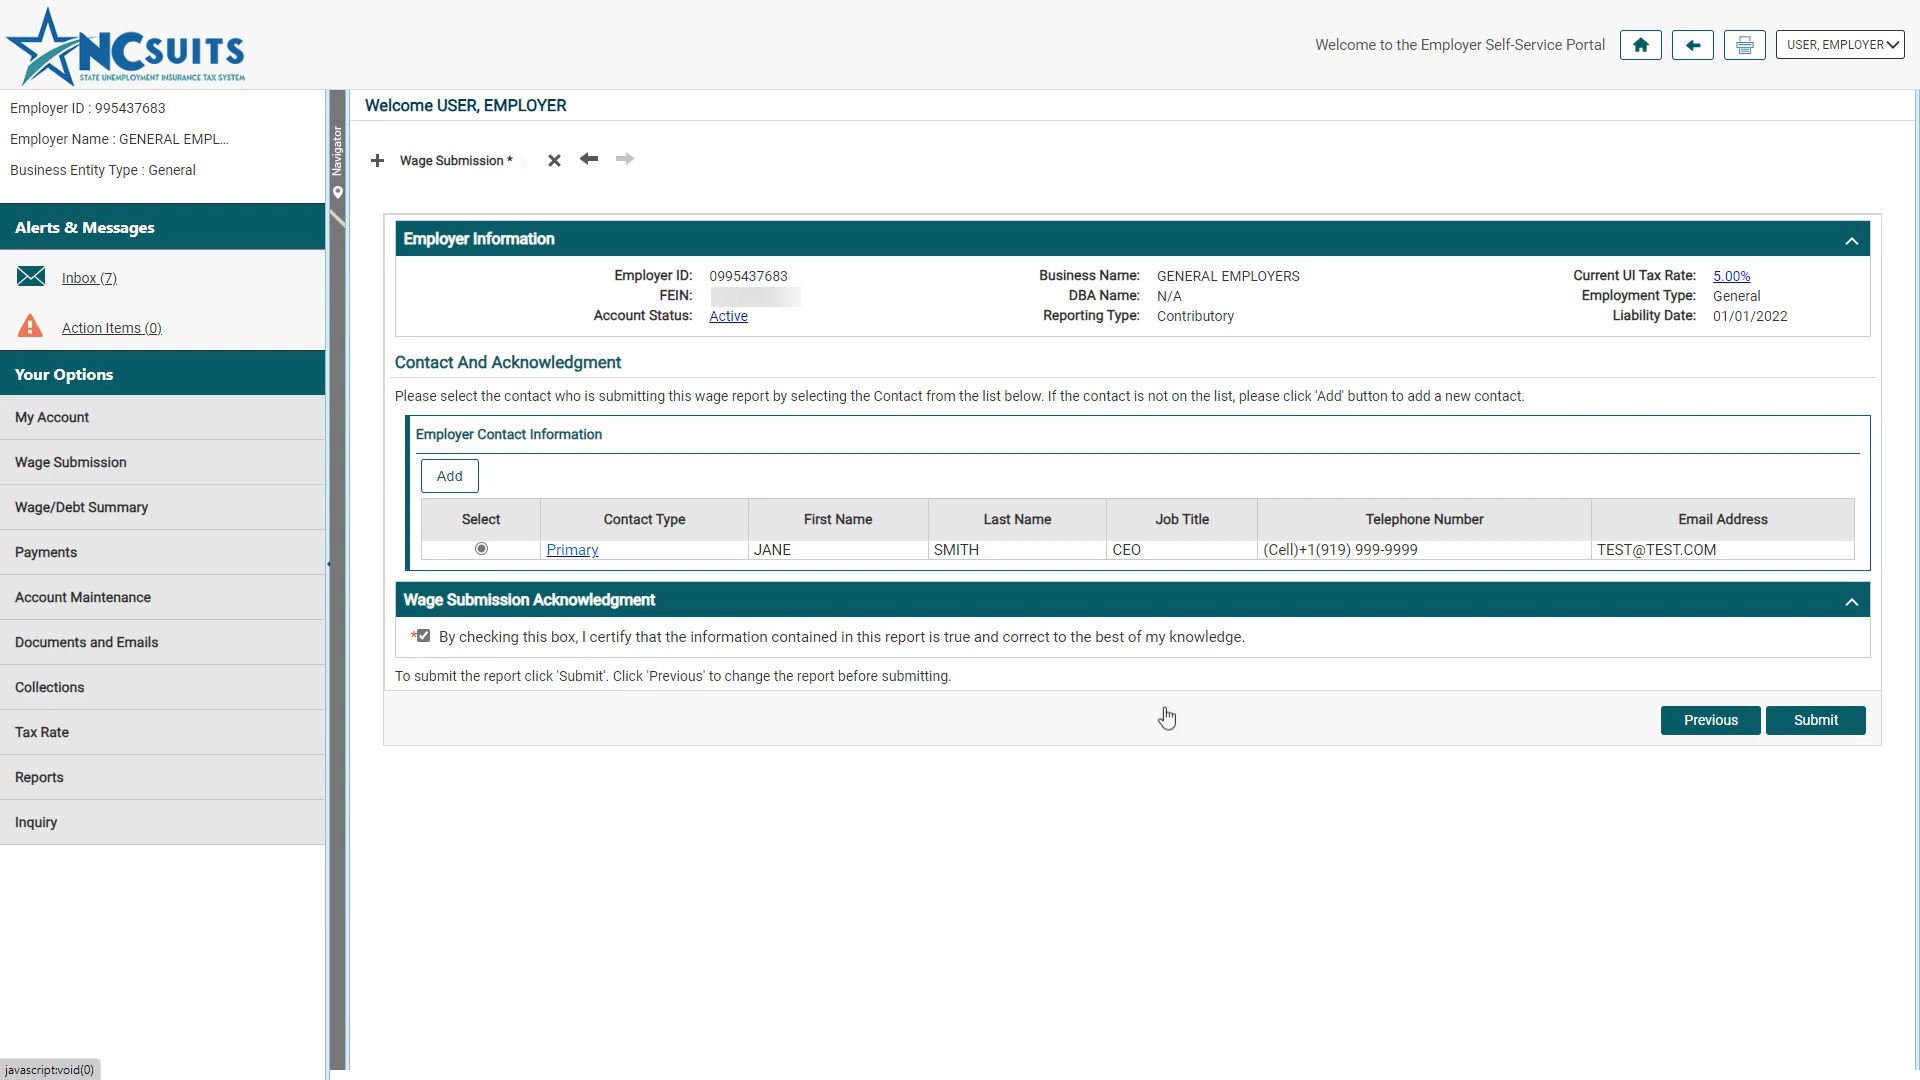 NCSUITS
STATE UNEMPLOYMENT INSURANCE TAX SYSTEM
Welcome to the Employer Self-Service Portal
USER, EMPLOYER
Employer ID : 995437683
Employer Name : GENERAL EMPL...
Business Entity Type : General
Alerts & Messages
Inbox (7)
Action Items (0)
Your Options
My Account
Wage Submission
Wage/Debt Summary
Payments
Account Maintenance
Documents and Emails
Collections
Tax Rate
Reports
Inquiry
Navigator
Welcome USER, EMPLOYER
Wage Submission *
Employer Information
Employer ID: 0995437683 Business Name: GENERAL EMPLOYERS Current UI Tax Rate: 5.00%
FEIN: DBA Name: N/A Employment Type: General
Account Status: Active Reporting Type: Contributory Liability Date: 01/01/2022
Contact And Acknowledgment
Please select the contact who is submitting this wage report by selecting the Contact from the list below. If the contact is not on the list, please click 'Add' button to add a new contact.
Employer Contact Information
Add
Select Contact Type First Name Last Name Job Title Telephone Number Email Address
Primary JANE SMITH CEO (Cell)+1(919) 999-9999 TEST@TEST.COM
Wage Submission Acknowledgment
* By checking this box, I certify that the information contained in this report is true and correct to the best of my knowledge.
To submit the report click 'Submit'. Click 'Previous' to change the report before submitting.
Previous Submit
javascript:void(0)